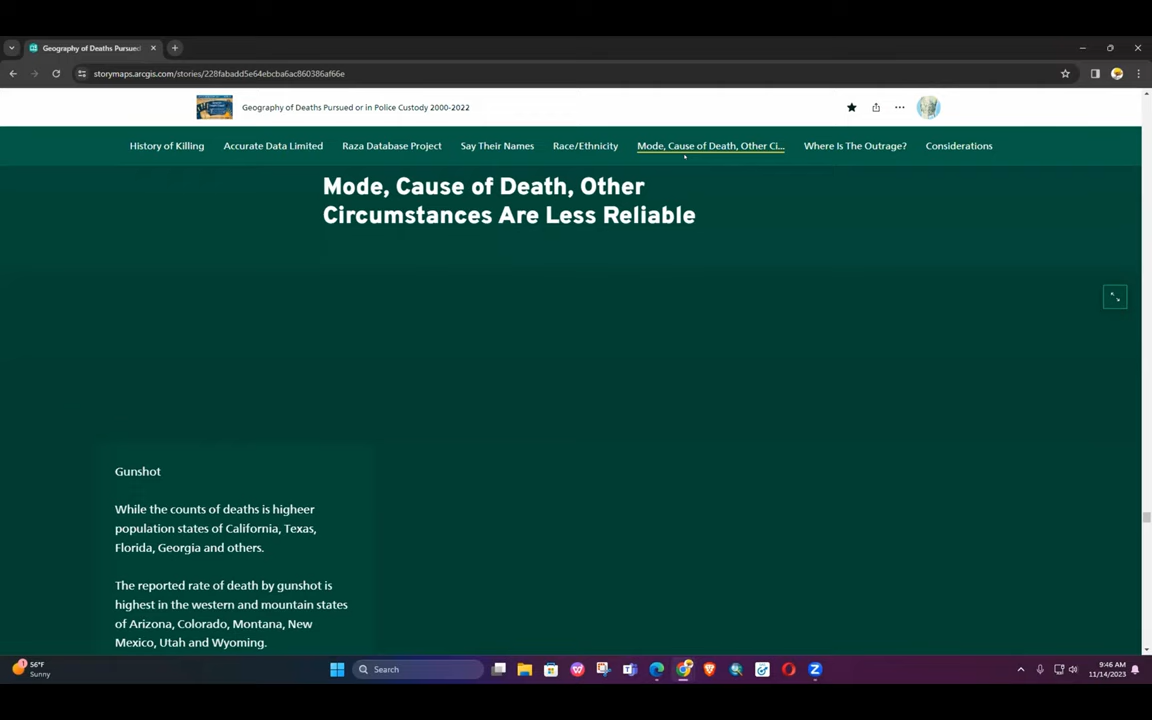 Geography of Deaths Pursued
storymaps.arcgis.com/stories/228fabadd5e64ebcba6ac860386af66e
Geography of Deaths Pursued or in Police Custody 2000-2022
History of Killing
Accurate Data Limited
Raza Database Project
Say Their Names
Race/Ethnicity
Mode, Cause of Death, Other Ci...
Where Is The Outrage?
Considerations
Mode, Cause of Death, Other
Circumstances Are Less Reliable
Gunshot
While the counts of deaths is higheer
population states of California, Texas,
Florida, Georgia and others.
The reported rate of death by gunshot is
highest in the western and mountain states
of Arizona, Colorado, Montana, New
Mexico, Utah and Wyoming.
56°F
Sunny
Search
9:46 AM
11/14/2023